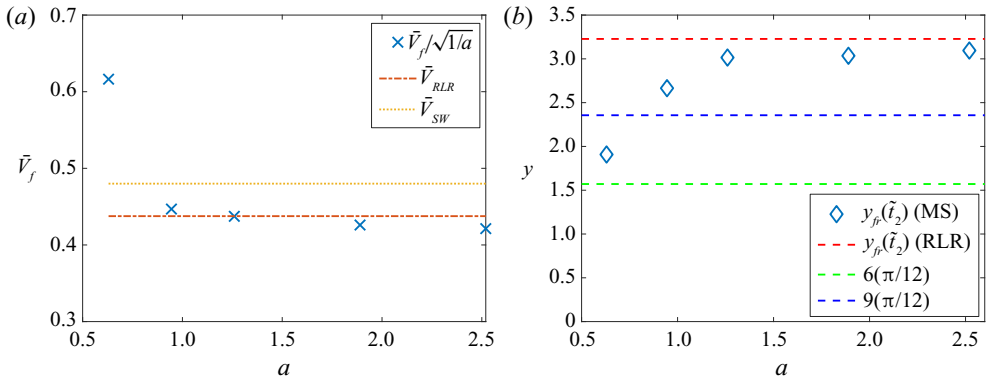 (a)
0.7
0.6
0.5
V̄_f
0.4
0.3
0.5
1.0
1.5
2.0
2.5
a
V̄_f/√1/a
V̄_RLR
V̄_SW
(b)
3.5
3.0
2.5
2.0
y
1.5
1.0
0.5
0
0.5
1.0
1.5
2.0
2.5
a
y_fr(t̃_2) (MS)
y_fr(t̃_2) (RLR)
6(π/12)
9(π/12)